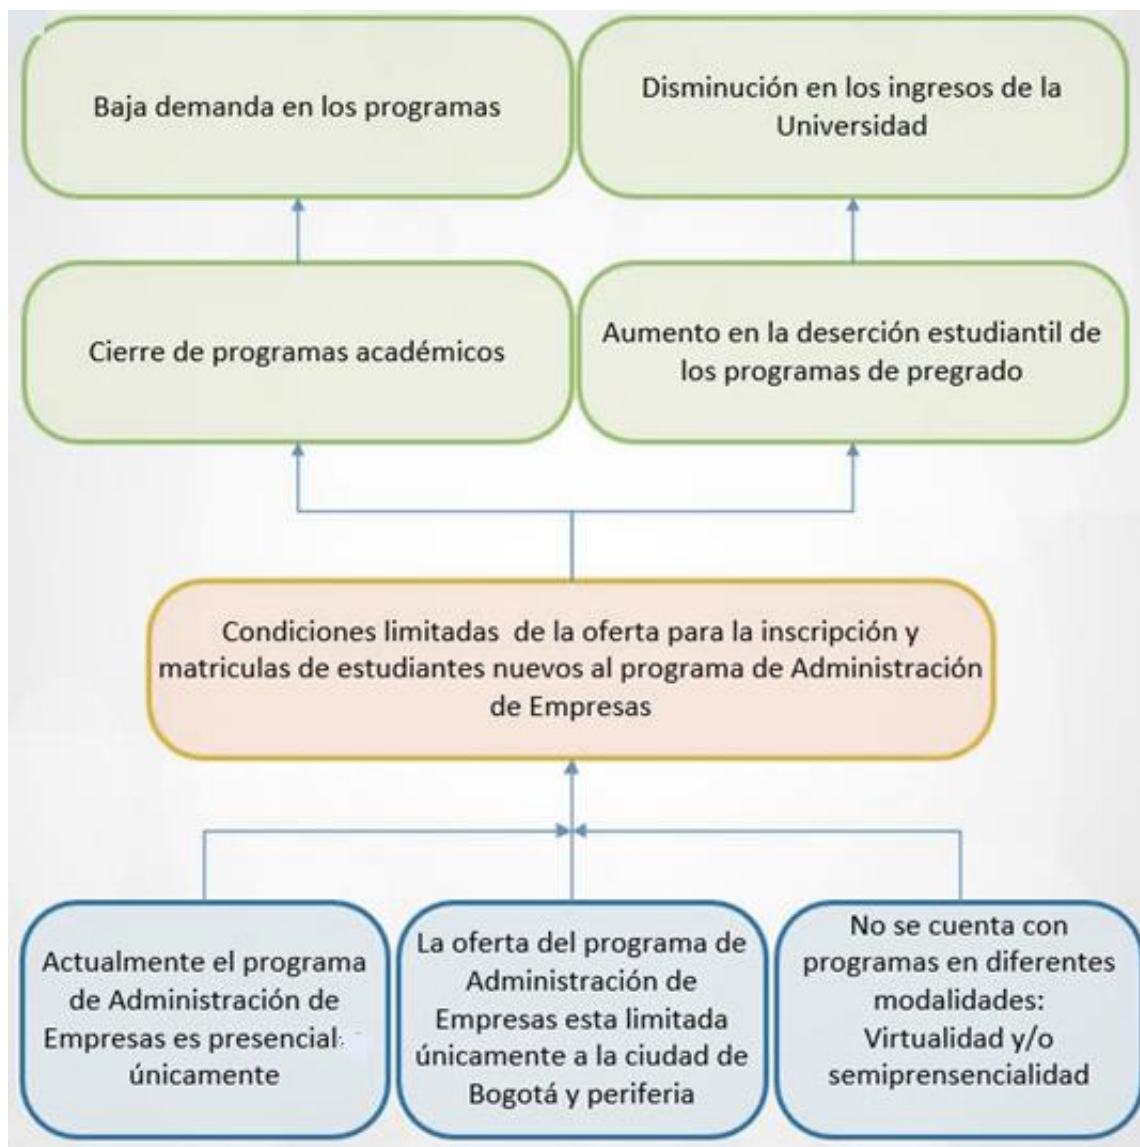 Baja demanda en los programas
Disminución en los ingresos de la
Universidad
Cierre de programas académicos
Aumento en la deserción estudiantil de
los programas de pregrado
Condiciones limitadas de la oferta para la inscripción y
matriculas de estudiantes nuevos al programa de Administración
de Empresas
Actualmente el programa
de Administración de
Empresas es presencial
únicamente
La oferta del programa de
Administración de
Empresas esta limitada
únicamente a la ciudad de
Bogotá y periferia
No se cuenta con
programas en diferentes
modalidades:
Virtualidad y/o
semiprensencialidad